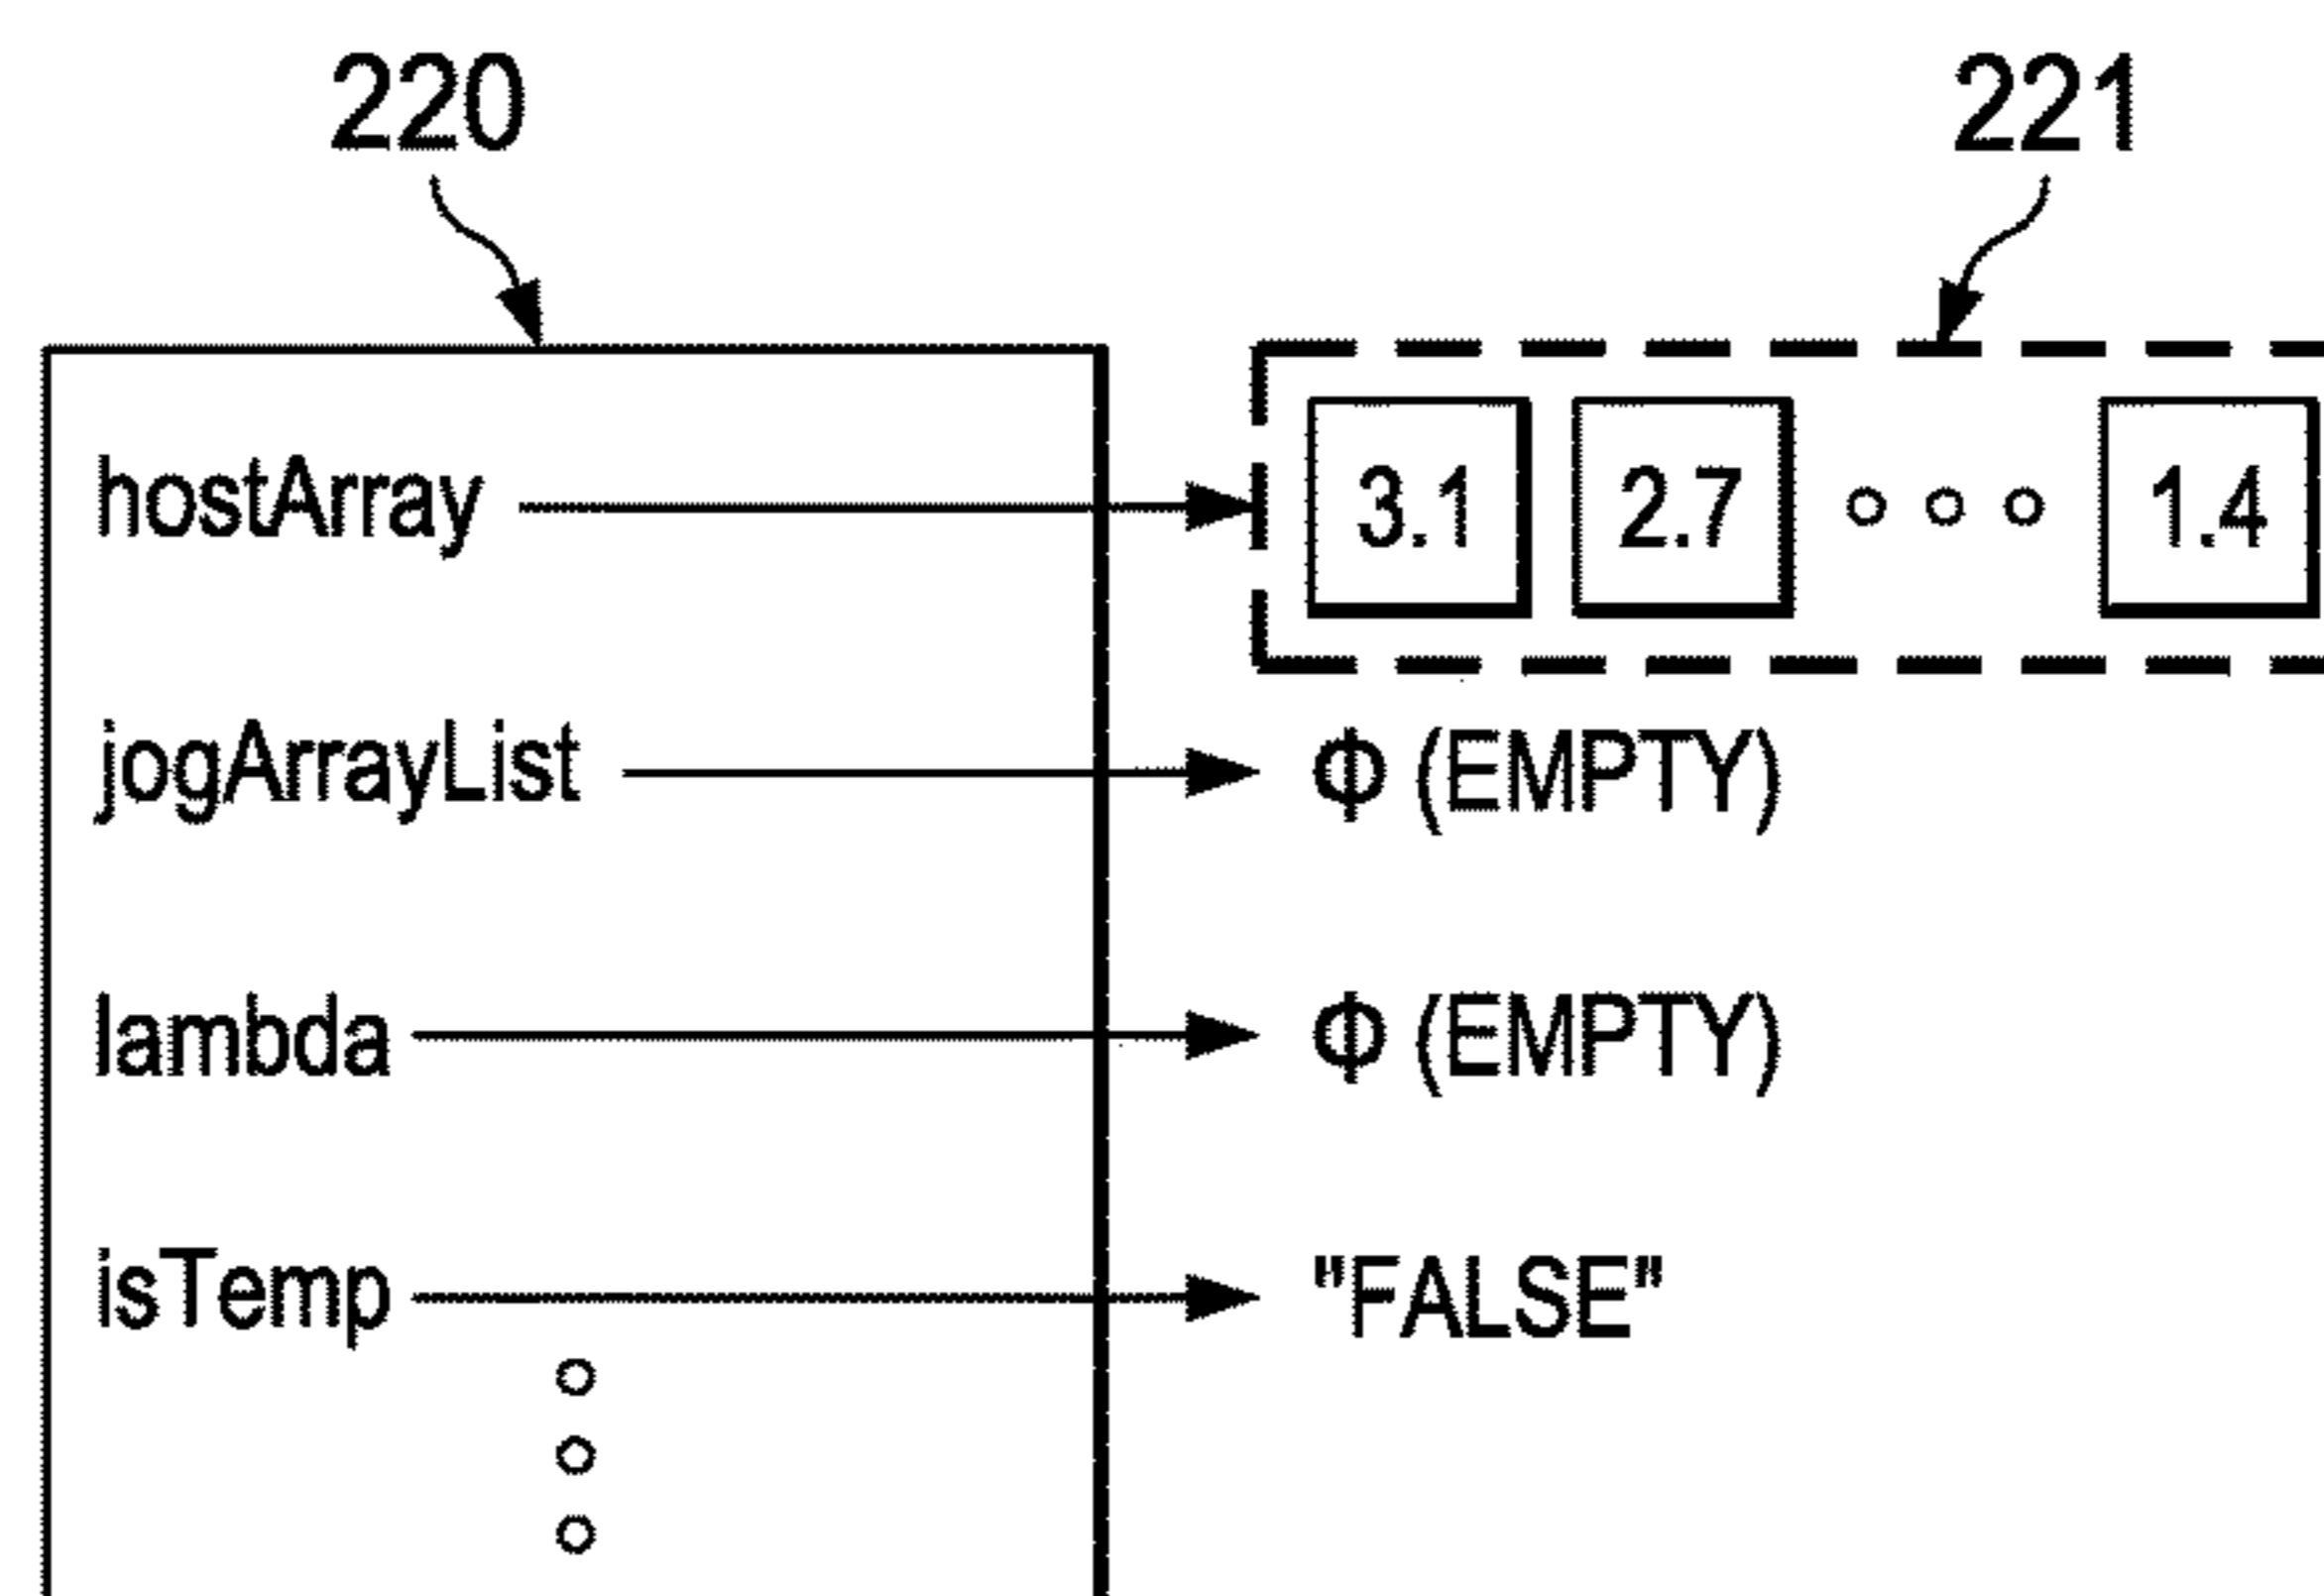 220 221
hostArray 3.1 2.7 1.4
jogArrayList Φ (EMPTY)
lambda Φ (EMPTY)
isTemp "FALSE"